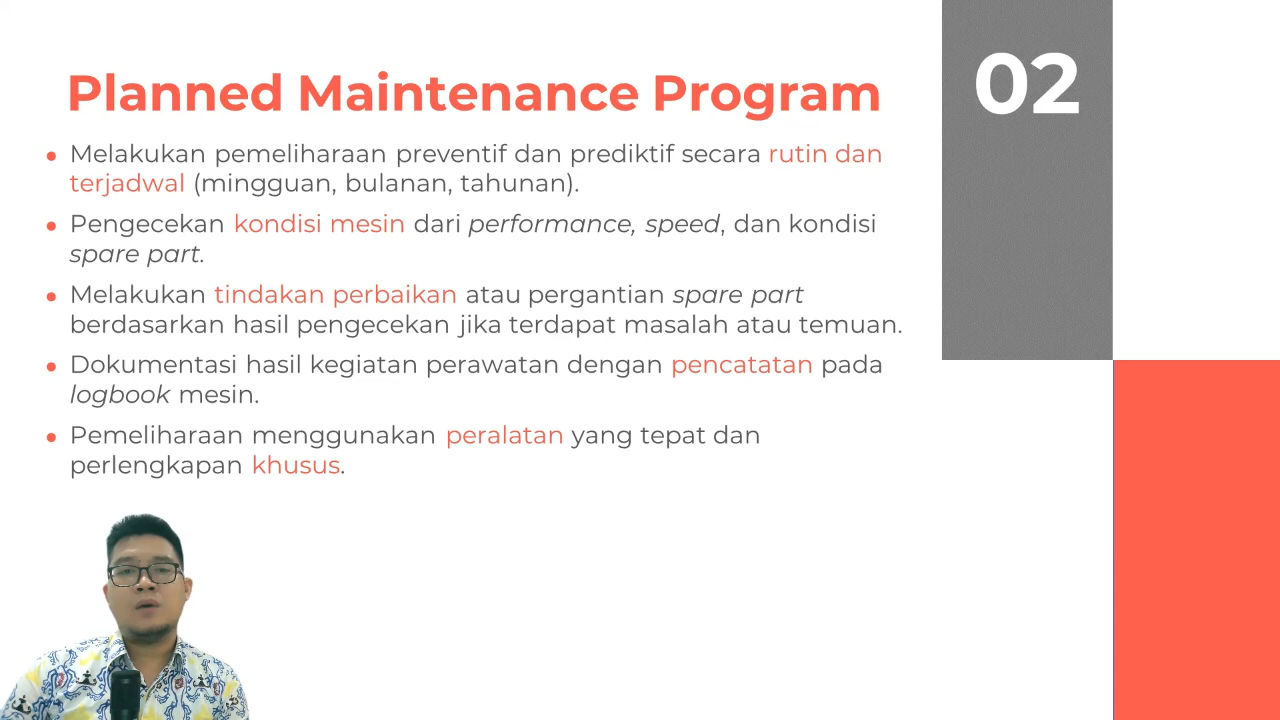 Planned Maintenance Program
02
• Melakukan pemeliharaan preventif dan prediktif secara rutin dan
terjadwal (mingguan, bulanan, tahunan).
• Pengecekan kondisi mesin dari performance, speed, dan kondisi
spare part.
• Melakukan tindakan perbaikan atau pergantian spare part
berdasarkan hasil pengecekan jika terdapat masalah atau temuan.
• Dokumentasi hasil kegiatan perawatan dengan pencatatan pada
logbook mesin.
• Pemeliharaan menggunakan peralatan yang tepat dan
perlengkapan khusus.